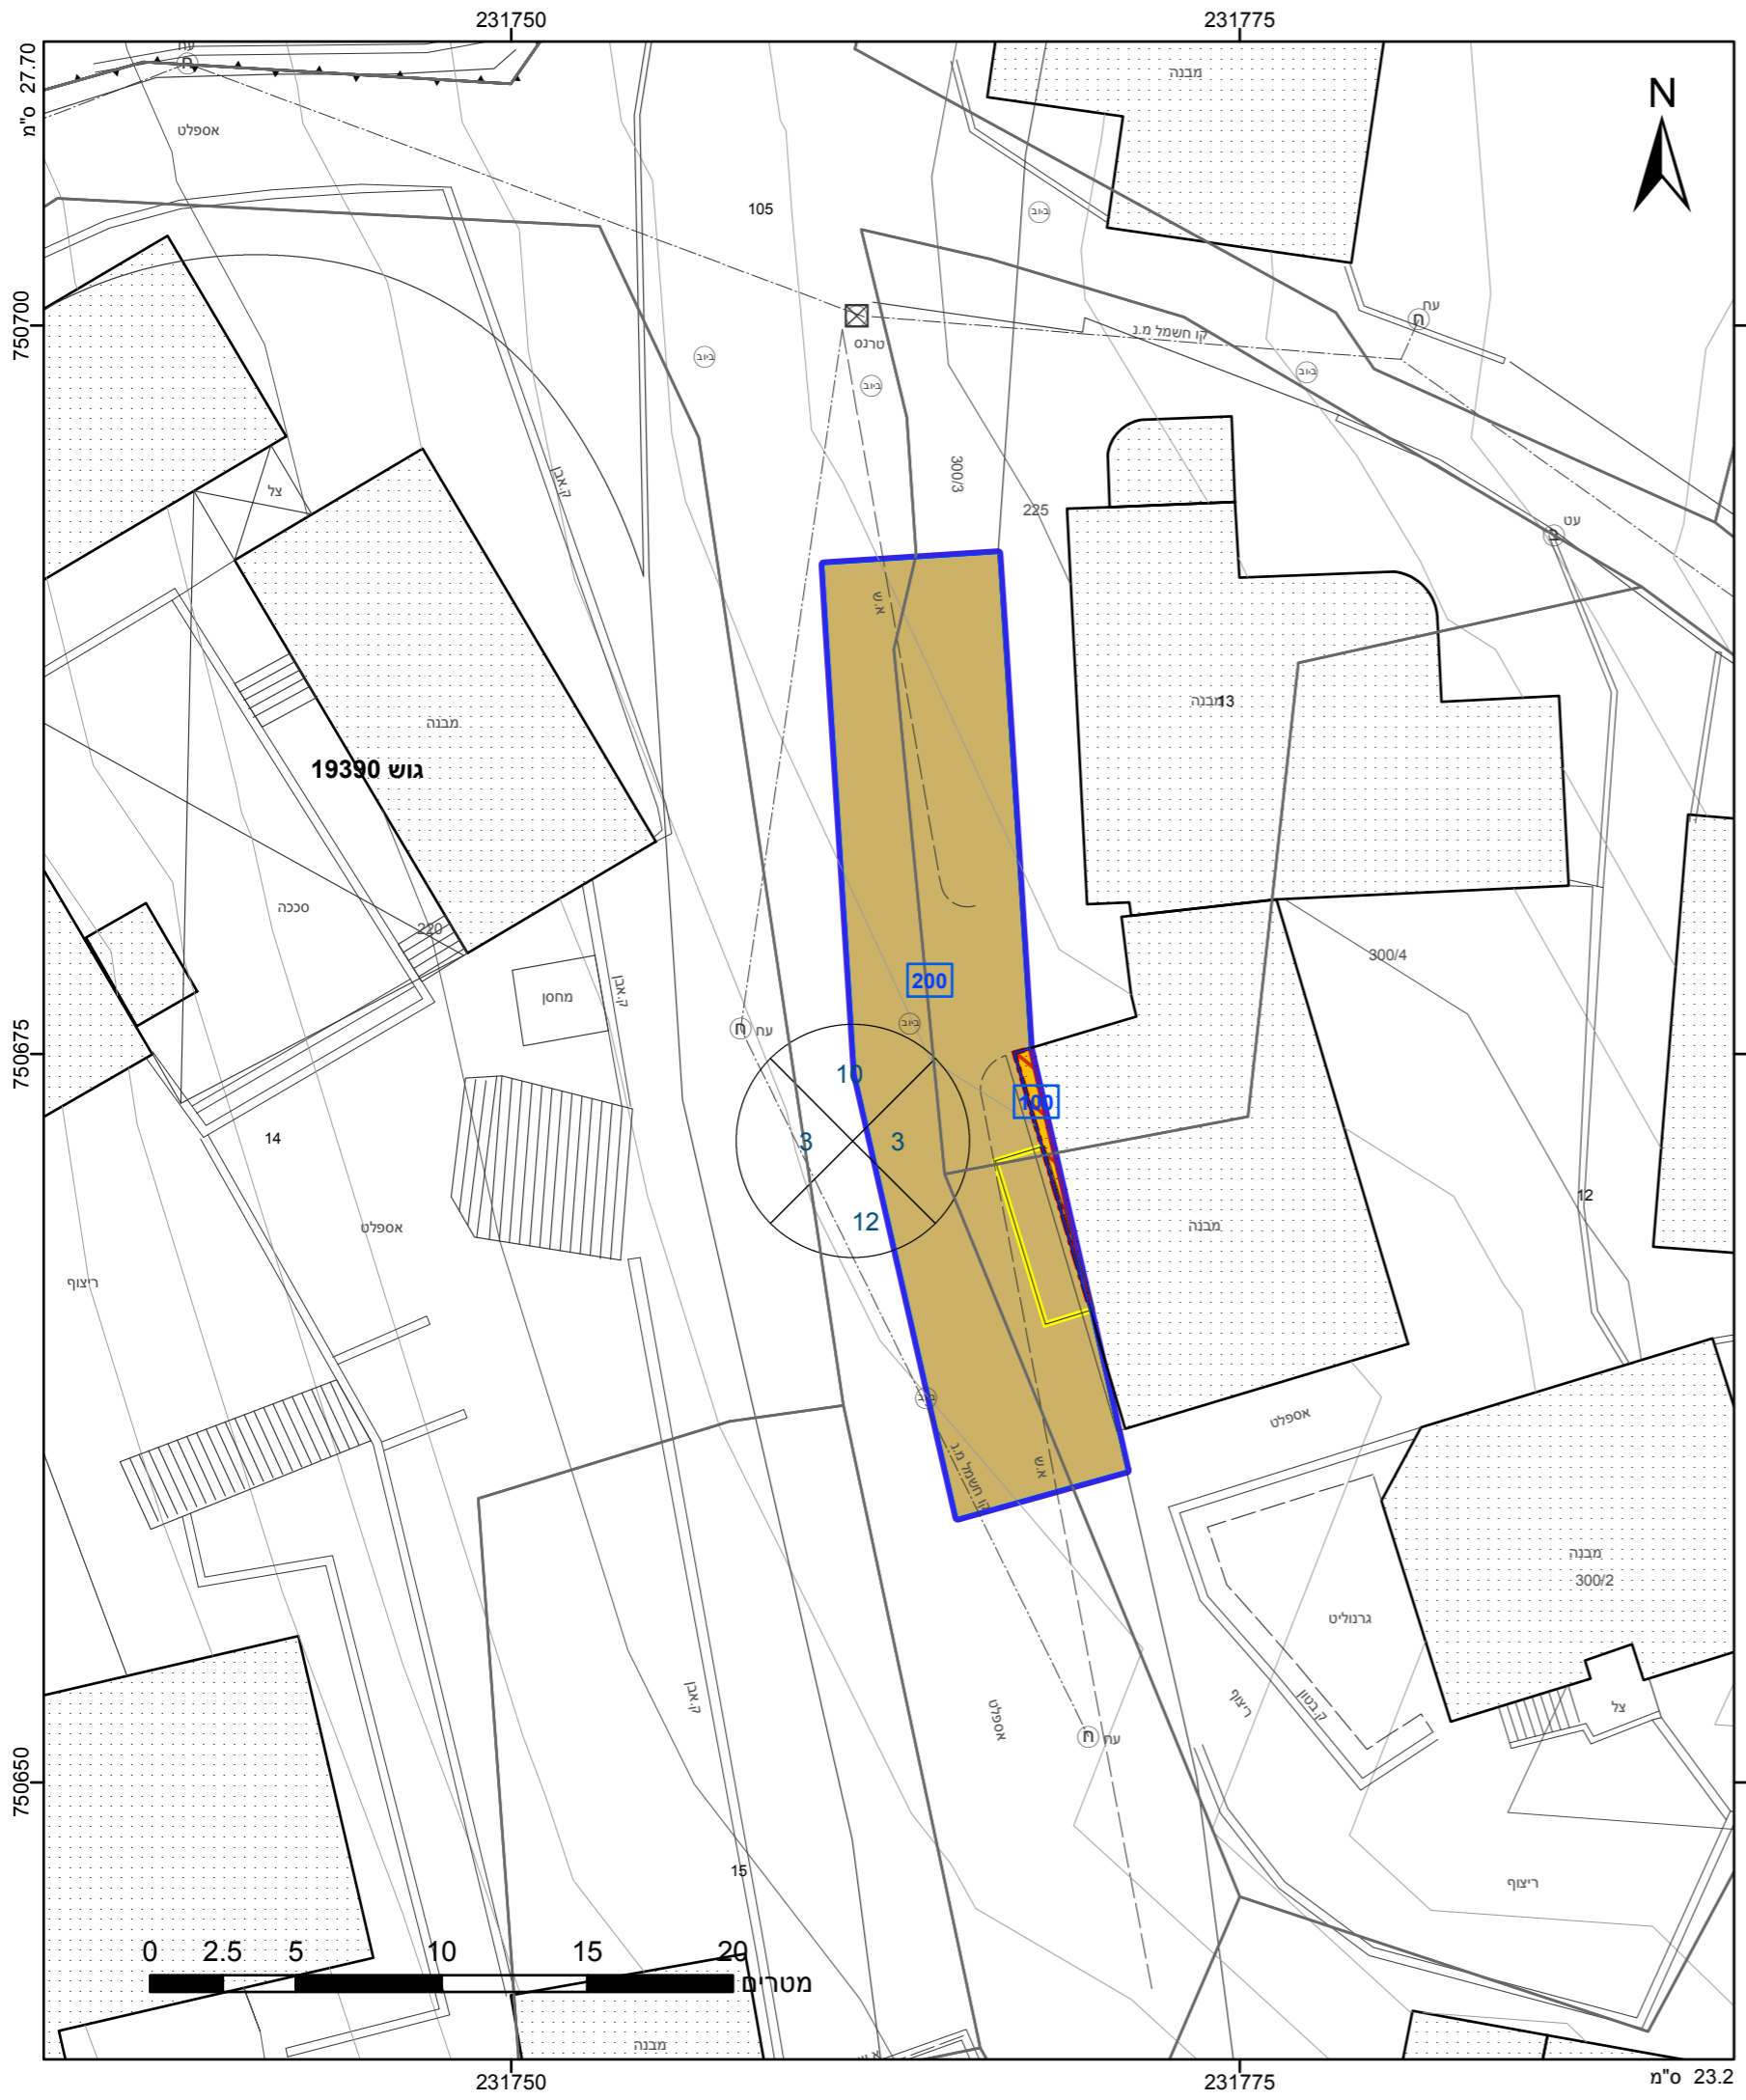 231750
231775
27.70 ס"מ
עח
מבנה
N
אספלט
105
ביוב
750700
טרנס
קו חשמל מ.נ
עח
ביוב
ביוב
ביוב
צל
ק.אבן
300/3
225
עט
א.ש
מבנה
13
מבנה
גוש 19390
סככה
220
מחסן
ק.אבן
200
300/4
עח
ביוב
750675
10
100
3
3
14
12
12
אספלט
מבנה
ריצוף
ביוב
אספלט
קו חשמל מ.נ
א.ש
מבנה
300/2
גרנוליט
ק.אבן
אספלט
ריצוף
ק.בטון
צל
עח
750650
15
ריצוף
0 2.5 5 10 15 20
מטרים
מבנה
א.ש
231750
231775
23.2 ס"מ